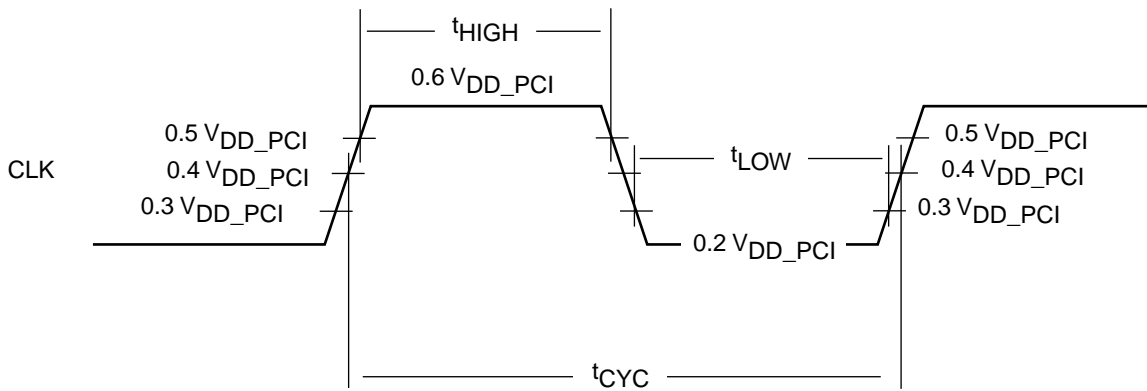 tHIGH
0.6 VDD_PCI
0.5 VDD_PCI
0.5 VDD_PCI
tLOW
CLK
0.4 VDD_PCI
0.4 VDD_PCI
0.3 VDD_PCI
0.3 VDD_PCI
0.2 VDD_PCI
tCYC